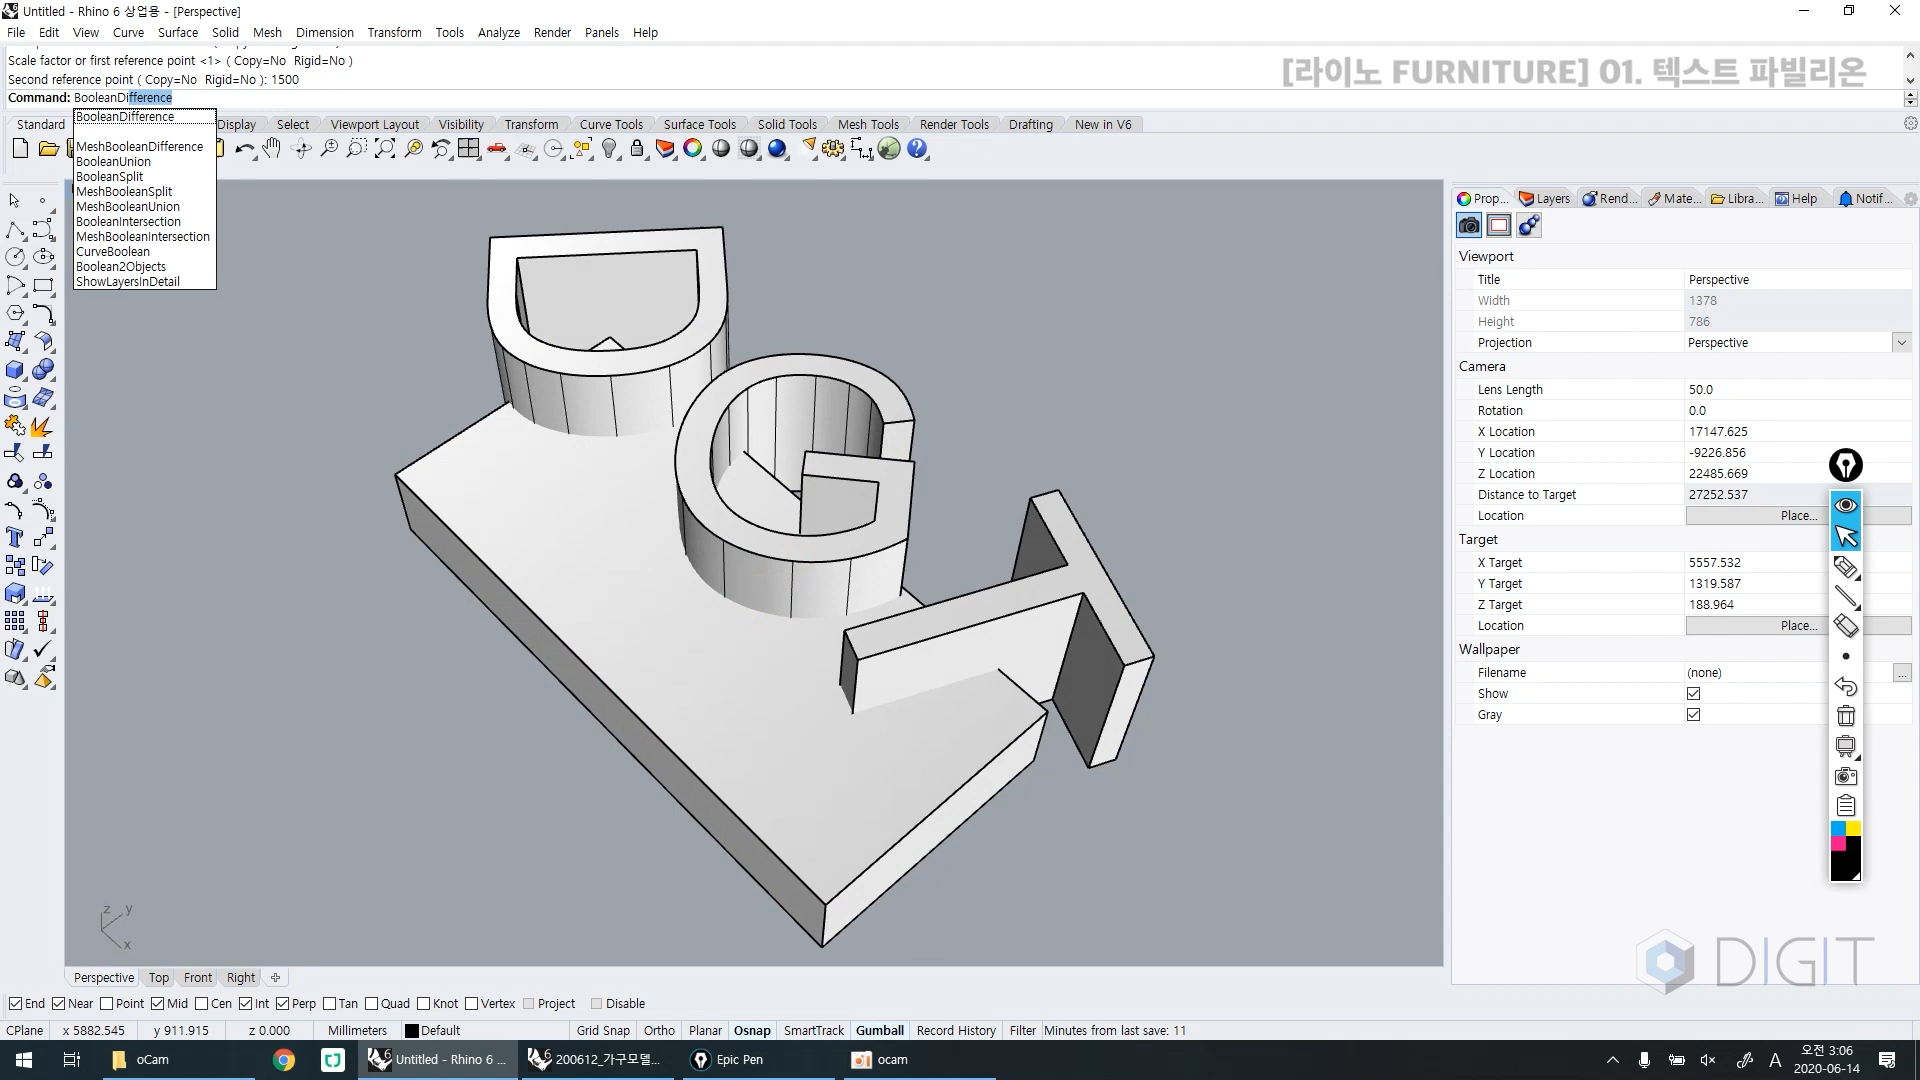 Untitled - Rhino 6 상업용 - [Perspective]
File Edit View Curve Surface Solid Mesh Dimension Transform Tools Analyze Render Panels Help
Scale factor or first reference point <1> ( Copy=No Rigid=No )
Second reference point ( Copy=No Rigid=No ): 1500
[라이노 FURNITURE] 01. 텍스트 파빌리온
Command: BooleanDifference
BooleanDifference
MeshBooleanDifference
BooleanUnion
BooleanSplit
MeshBooleanSplit
MeshBooleanUnion
BooleanIntersection
MeshBooleanIntersection
CurveBoolean
Boolean2Objects
ShowLayersInDetail
Standard Display Select Viewport Layout Visibility Transform Curve Tools Surface Tools Solid Tools Mesh Tools Render Tools Drafting New in V6
Prop... Layers Rend... Mate... Libra... Help Notif...
Viewport
Title Perspective
Width 1378
Height 786
Projection Perspective
Camera
Lens Length 50.0
Rotation 0.0
X Location 17147.625
Y Location -9226.856
Z Location 22485.669
Distance to Target 27252.537
Location Place...
Target
X Target 5557.532
Y Target 1319.587
Z Target 188.964
Location Place...
Wallpaper
Filename (none) ...
Show
Gray
z y
x
DIGIT
Perspective Top Front Right
End Near Point Mid Cen Int Perp Tan Quad Knot Vertex Project Disable
CPlane x 5882.545 y 911.915 z 0.000 Millimeters Default Grid Snap Ortho Planar Osnap SmartTrack Gumball Record History Filter Minutes from last save: 11
oCam Untitled - Rhino 6 ... 200612_가구모델... Epic Pen ocam A 오전 3:06
2020-06-14